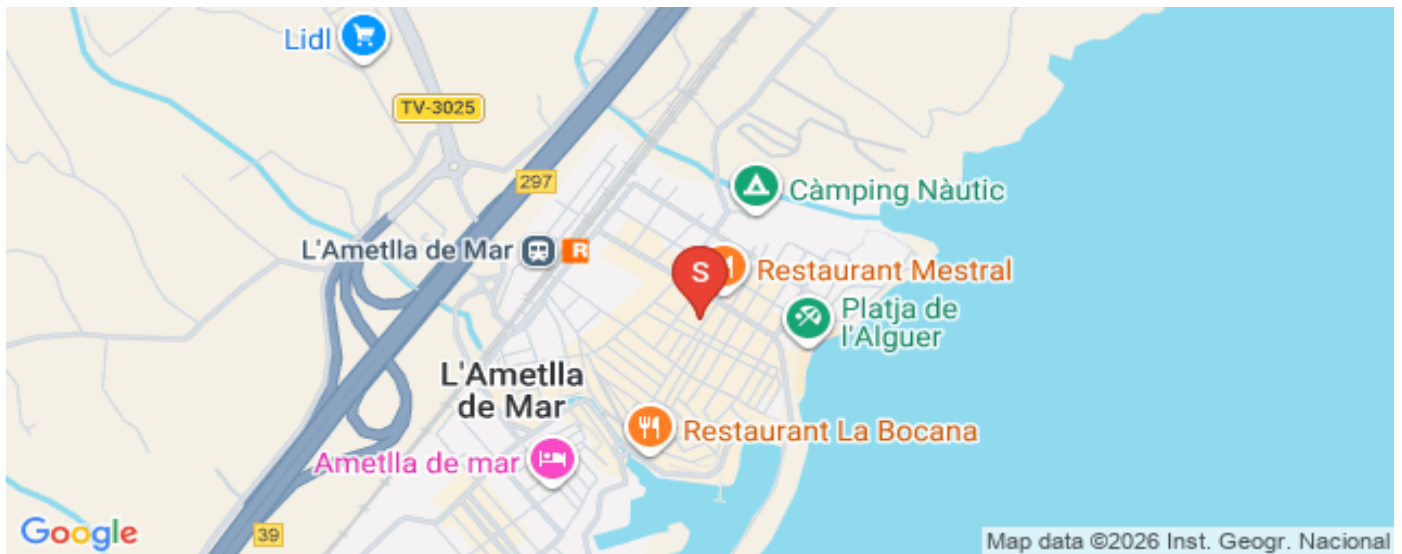 Lidl
TV-3025
297
Càmping Nàutic
L'Ametlla de Mar
R
S
Restaurant Mestral
Platja de
l'Alguer
L'Ametlla
de Mar
Restaurant La Bocana
Ametlla de mar
Google
39
Map data ©2026 Inst. Geogr. Nacional